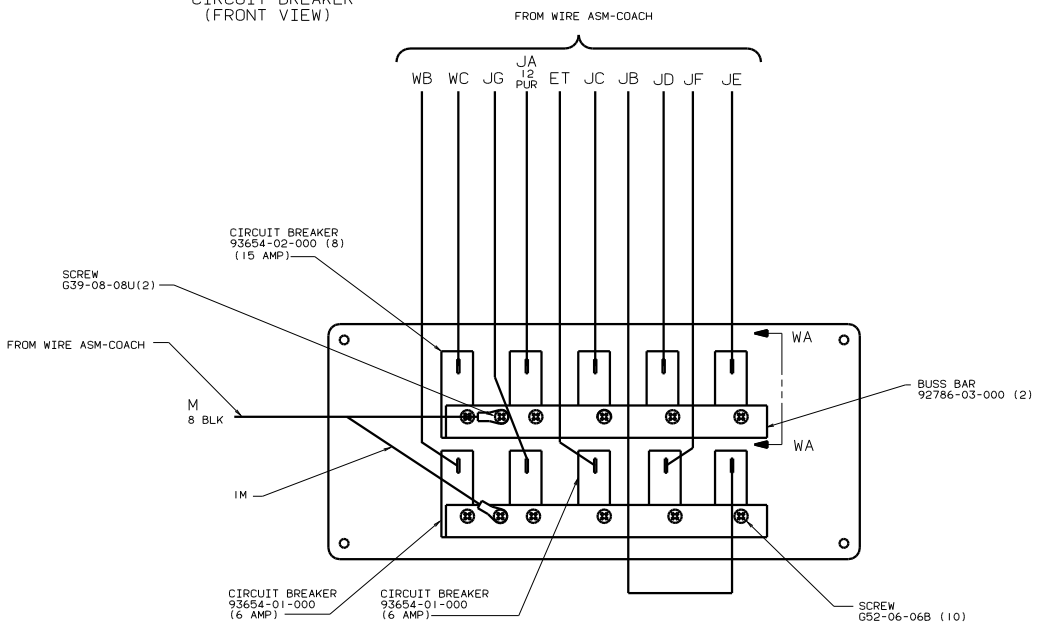 CIRCUIT BREAKER
(FRONT VIEW)
FROM WIRE ASM-COACH
WB WC JG JA ET JC JB JD JF JE
12
PUR
CIRCUIT BREAKER
93654-02-000 (8)
(15 AMP)
SCREW
G39-08-08U(2)
FROM WIRE ASM-COACH
WA
BUSS BAR
92786-03-000 (2)
M
8 BLK
WA
1M
CIRCUIT BREAKER
93654-01-000
(6 AMP)
CIRCUIT BREAKER
93654-01-000
(6 AMP)
SCREW
G52-06-06B (10)